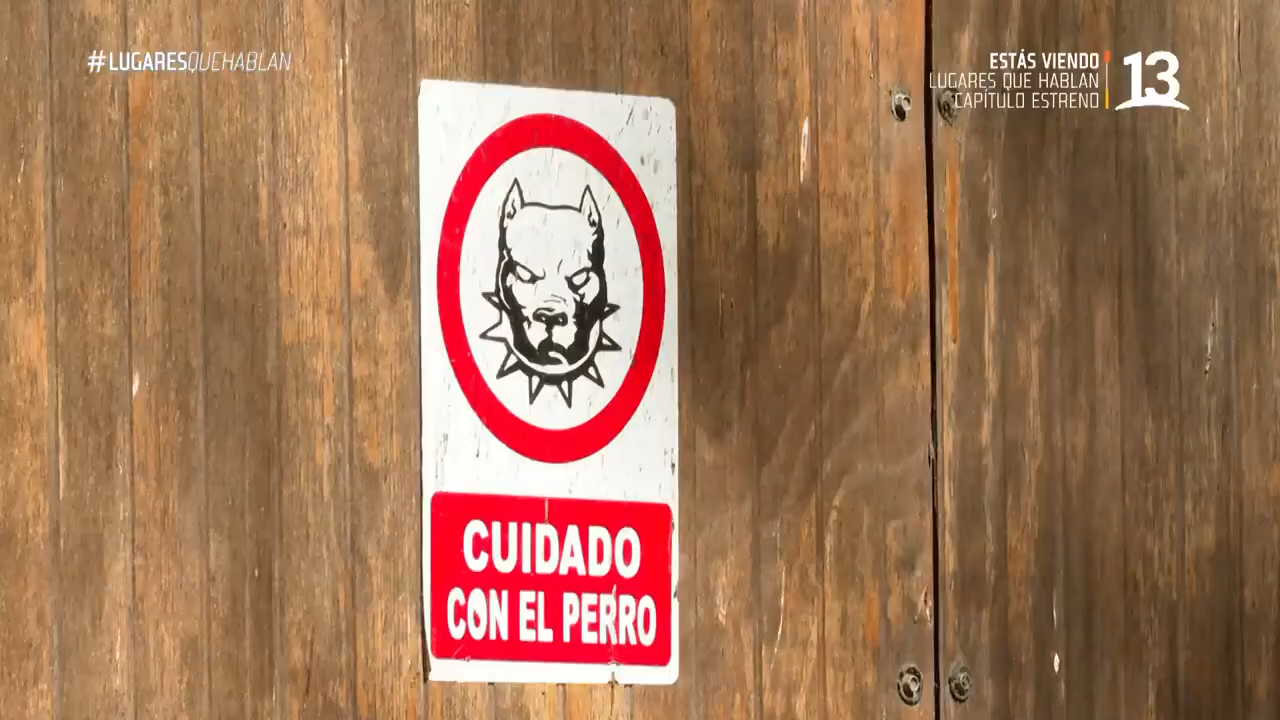 #LUGARESQUEHABLAN
ESTÁS VIENDO
LUGARES QUE HABLAN
CAPÍTULO ESTRENO
13
CUIDADO
CON EL PERRO